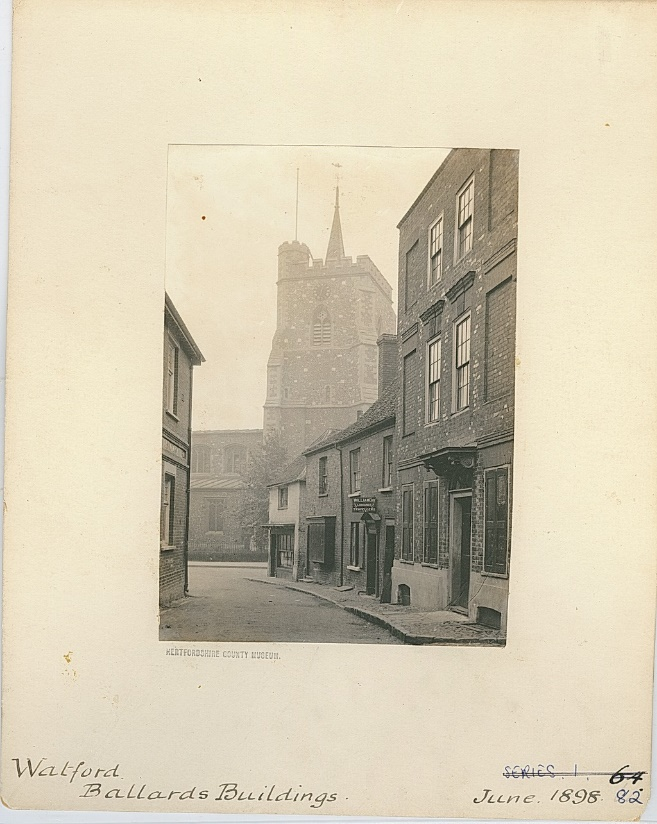 HERTFORDSHIRE COUNTY MUSEUM.
Watford.
Ballards Buildings.
SERIES. 1. 64
June. 1898. 82